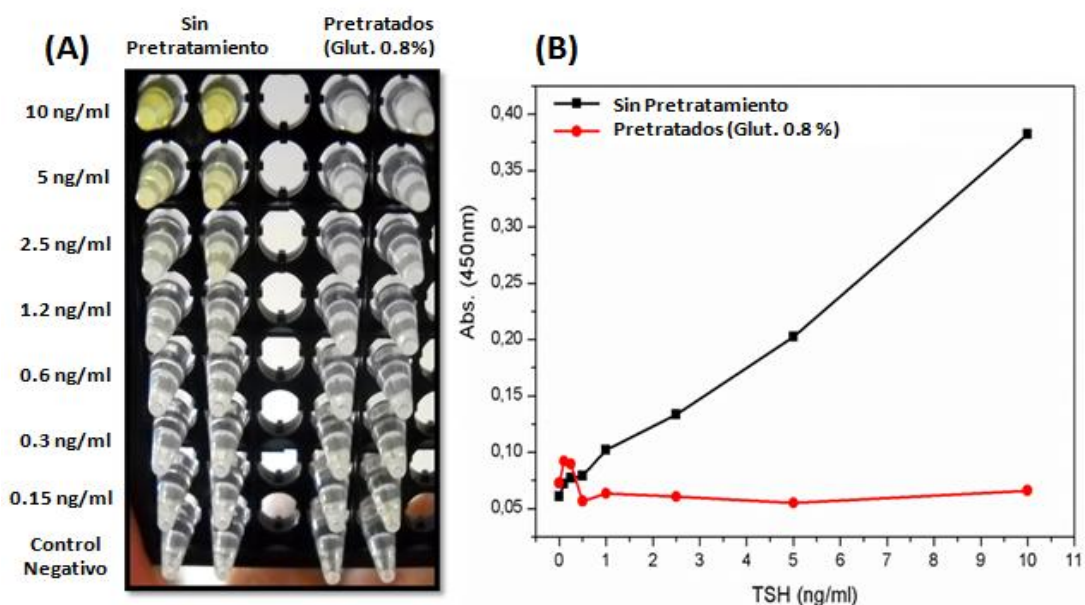 (A)
Sin
Pretratamiento
Pretratados
(Glut. 0.8%)
10 ng/ml
5 ng/ml
2.5 ng/ml
1.2 ng/ml
0.6 ng/ml
0.3 ng/ml
0.15 ng/ml
Control
Negativo
(B)
Sin Pretratamiento
Pretratados (Glut. 0.8 %)
Abs. (450nm)
0,40
0,35
0,30
0,25
0,20
0,15
0,10
0,05
0 1 2 3 4 5 6 7 8 9 10 11
TSH (ng/ml)